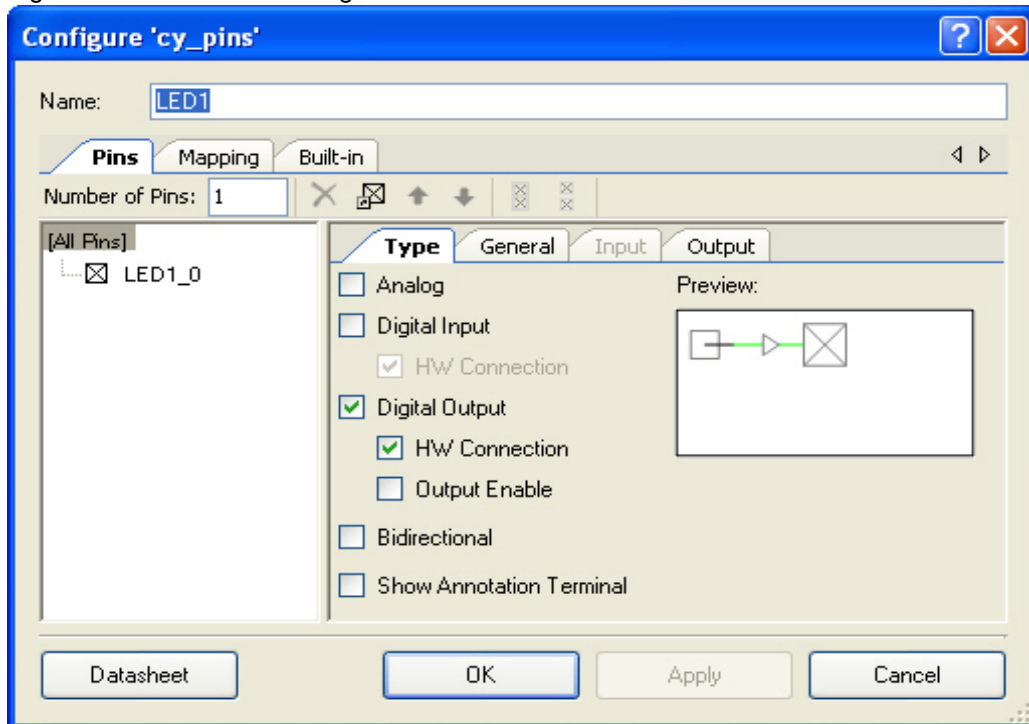 Configure 'cy_pins'
Name: LED1
Pins Mapping Built-in
Number of Pins: 1
[All Pins]
LED1_0
Type General Input Output
Analog
Preview:
Digital Input
HW Connection
Digital Output
HW Connection
Output Enable
Bidirectional
Show Annotation Terminal
Datasheet OK Apply Cancel